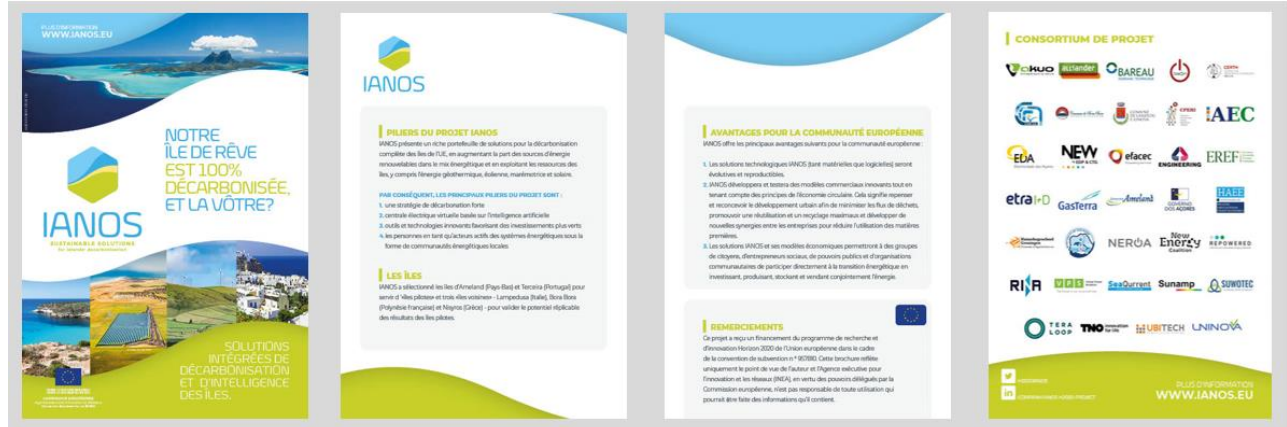 PLUS D'INFORMATION
WWW.IANOS.EU
NOTRE
ÎLE DE RÊVE
EST 100%
DÉCARBONISÉE,
ET LA VÔTRE?
IANOS
SUSTAINABLE SOLUTIONS
for islands decarbonisation
SOLUTIONS
INTÉGRÉES DE
DÉCARBONISATION
ET D'INTELLIGENCE
DES ÎLES.
IANOS
PILIERS DU PROJET IANOS
IANOS présente un riche portefeuille de solutions pour la décarbonisation
complète des îles de l'UE, en augmentant la part des sources d'énergie
renouvelables dans le mix énergétique et en exploitant les ressources des
îles, y compris l'énergie géothermique, éolienne, marémotrice et solaire.
PAR CONSÉQUENT, LES PRINCIPAUX PILIERS DU PROJET SONT :
1. une stratégie de décarbonation forte
2. centrale électrique virtuelle basée sur l'intelligence artificielle
3. outils et technologies innovants favorisant des investissements plus verts
4. les personnes en tant qu'acteurs actifs des systèmes énergétiques sous la
forme de communautés énergétiques locales
LES ÎLES
IANOS a sélectionné les îles d'Ameland (Pays-Bas) et Terceira (Portugal) pour
servir d'«îles pilotes» et trois «îles voisines» - Lampedusa (Italie), Bora Bora
(Polynésie française) et Nisyros (Grèce) - pour valider le potentiel réplicable
des résultats des îles pilotes.
AVANTAGES POUR LA COMMUNAUTÉ EUROPÉENNE
IANOS offre les principaux avantages suivants pour la communauté européenne :
1. Les solutions technologiques IANOS (tant matérielles que logicielles) seront
évolutives et reproductibles.
2. IANOS développera et testera des modèles commerciaux innovants tout en
tenant compte des principes de l'économie circulaire. Cela signifie repenser
et reconcevoir le développement urbain afin de minimiser les flux de déchets,
promouvoir une réutilisation et un recyclage maximaux et développer de
nouvelles synergies entre les entreprises pour réduire l'utilisation des matières
premières.
3. Les solutions IANOS et ses modèles économiques permettront à des groupes
de citoyens, d'entrepreneurs sociaux, de pouvoirs publics et d'organisations
communautaires de participer directement à la transition énergétique en
investissant, produisant, stockant et vendant conjointement l'énergie.
REMERCIEMENTS
Ce projet a reçu un financement du programme de recherche et
d'innovation Horizon 2020 de l'Union européenne dans le cadre
de la convention de subvention n° 957810. Cette brochure reflète
uniquement le point de vue de l'auteur et l'Agence exécutive pour
l'innovation et les réseaux (INEA), en vertu des pouvoirs délégués par la
Commission européenne, n'est pas responsable de toute utilisation qui
pourrait être faite des informations qu'il contient.
CONSORTIUM DE PROJET
akuo alliander BAREAU CERTH
CPERI IAEC
EDA NEW efacec ENGINEERING EREF
etra I+D GasTerra Ameland GOVERNO DOS AÇORES HAEE
NEROA New Energy Coalition REPOWERED
RINA VPS SeaQurrent Sunamp SUWOTEC
TERA LOOP TNO innovation for life UBITECH UNINOVA
PLUS D'INFORMATION
WWW.IANOS.EU